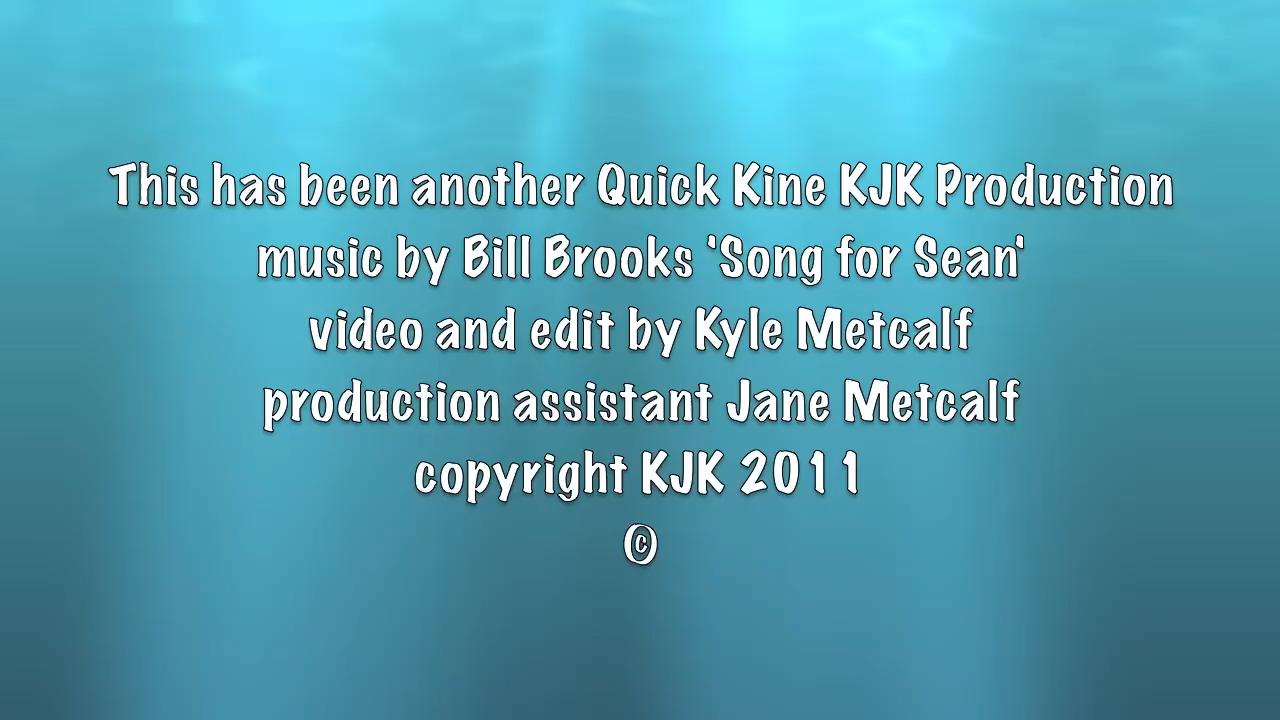 This has been another Quick Kine KJK Production
music by Bill Brooks 'Song for Sean'
video and edit by Kyle Metcalf
production assistant Jane Metcalf
copyright KJK 2011
©